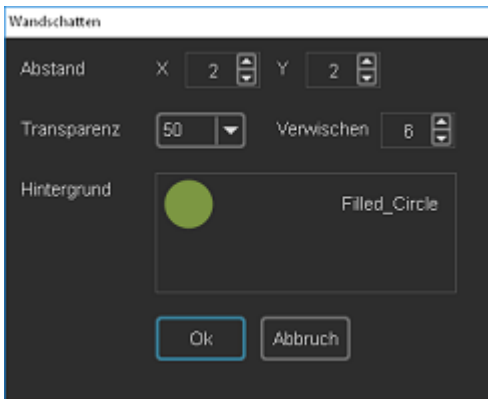 Wandschatten
Abstand X 2 Y 2
Transparenz 50 Verwischen 6
Hintergrund Filled_Circle
Ok Abbruch